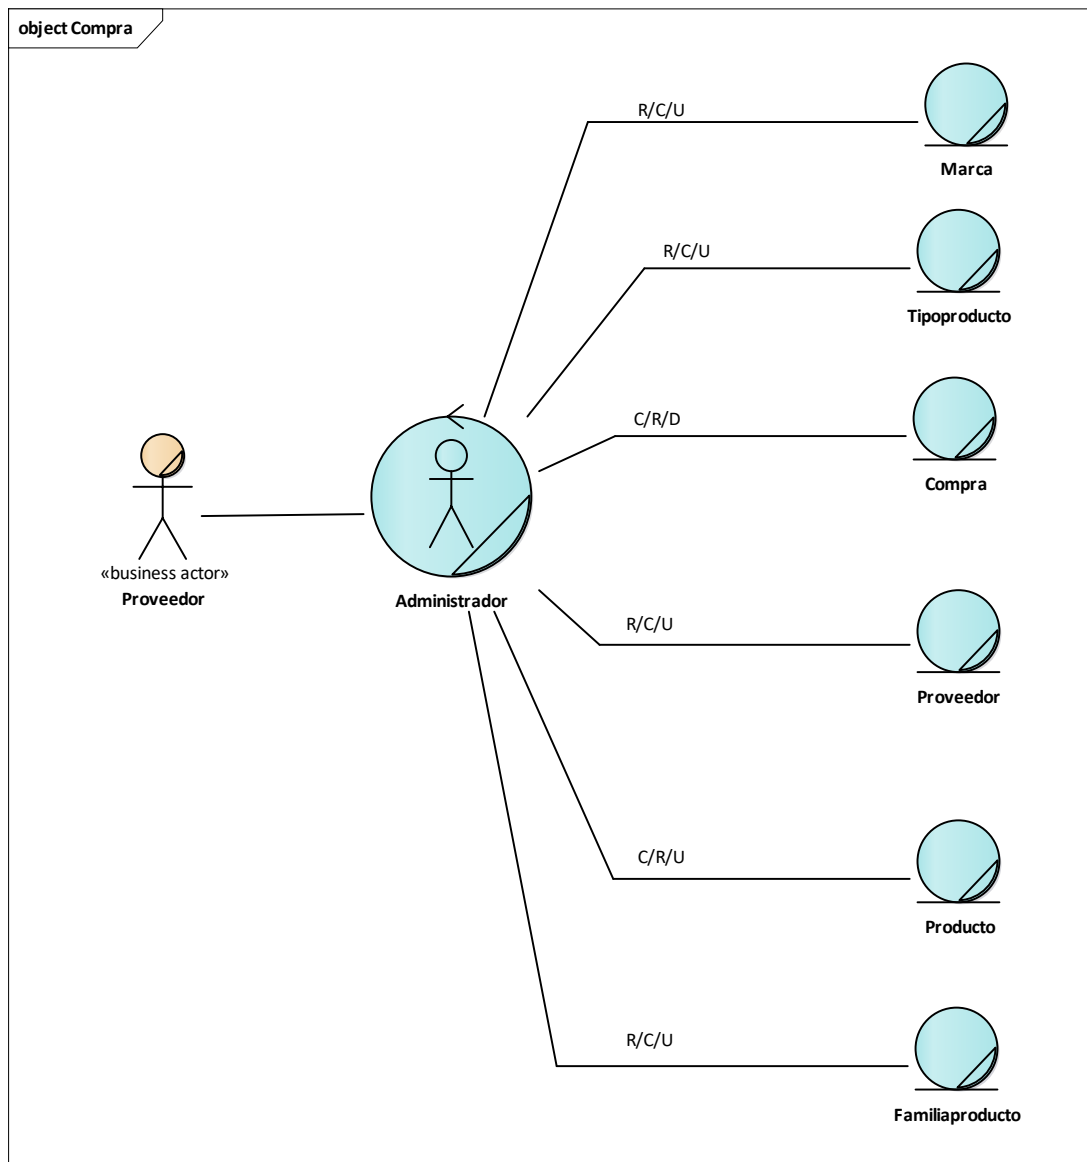 object Compra
R/C/U
Marca
R/C/U
Tipoproducto
C/R/D
Compra
«business actor»
Proveedor
Administrador
R/C/U
Proveedor
C/R/U
Producto
R/C/U
Familiaproducto